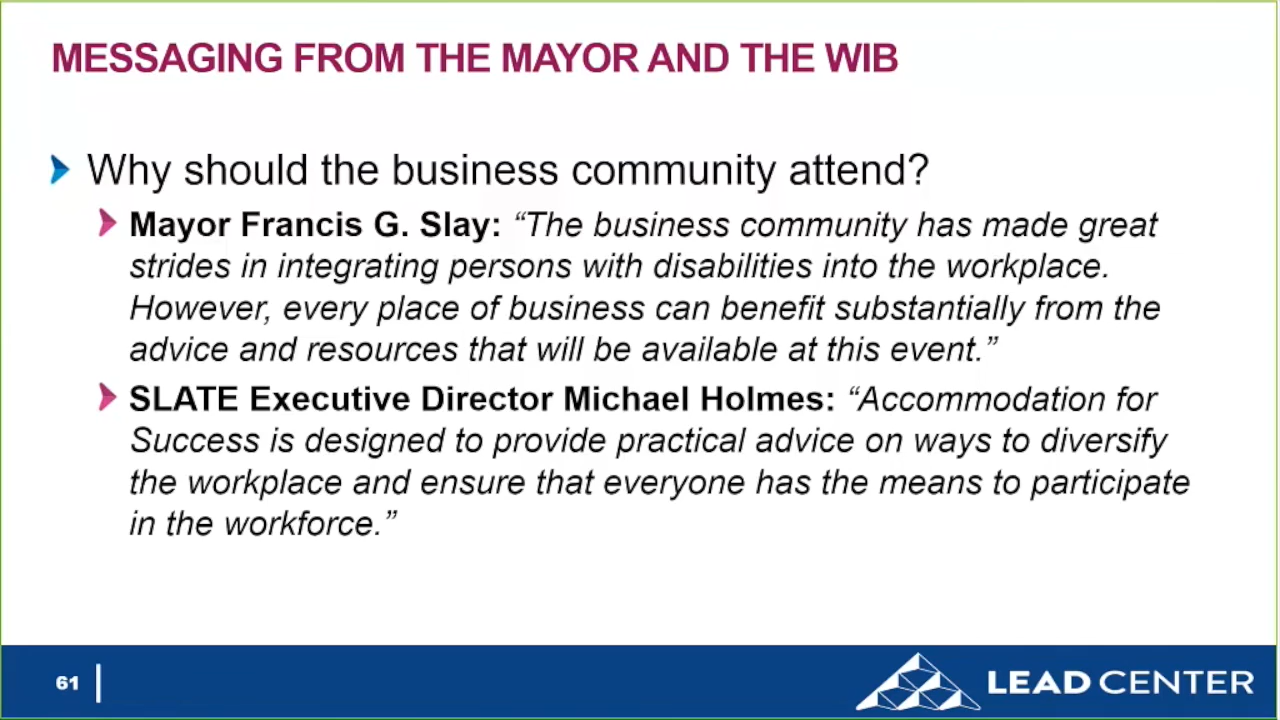 MESSAGING FROM THE MAYOR AND THE WIB
Why should the business community attend?
Mayor Francis G. Slay: “The business community has made great
strides in integrating persons with disabilities into the workplace.
However, every place of business can benefit substantially from the
advice and resources that will be available at this event.”
SLATE Executive Director Michael Holmes: “Accommodation for
Success is designed to provide practical advice on ways to diversify
the workplace and ensure that everyone has the means to participate
in the workforce.”
61
LEAD CENTER